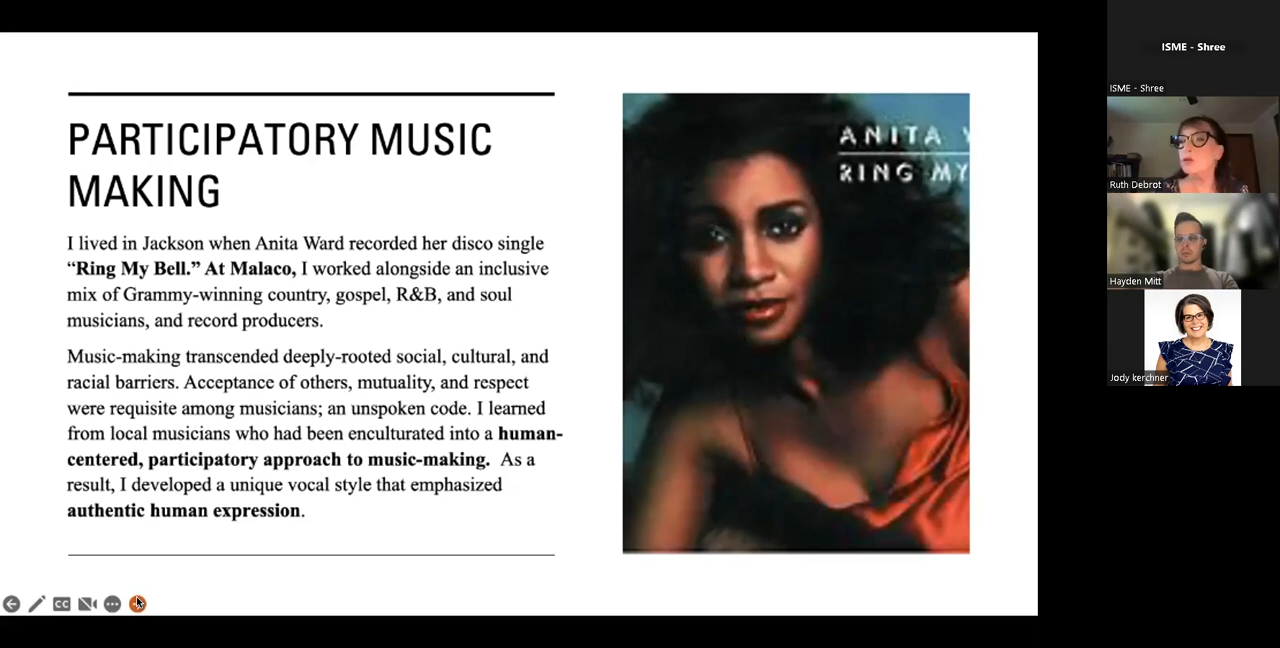 PARTICIPATORY MUSIC
MAKING
I lived in Jackson when Anita Ward recorded her disco single
“Ring My Bell.” At Malaco, I worked alongside an inclusive
mix of Grammy-winning country, gospel, R&B, and soul
musicians, and record producers.
Music-making transcended deeply-rooted social, cultural, and
racial barriers. Acceptance of others, mutuality, and respect
were requisite among musicians; an unspoken code. I learned
from local musicians who had been enculturated into a human-
centered, participatory approach to music-making. As a
result, I developed a unique vocal style that emphasized
authentic human expression.
ANITA
RING MY
CC
ISME - Shree
ISME - Shree
Ruth Debrot
Hayden Mitt
Jody kerchner